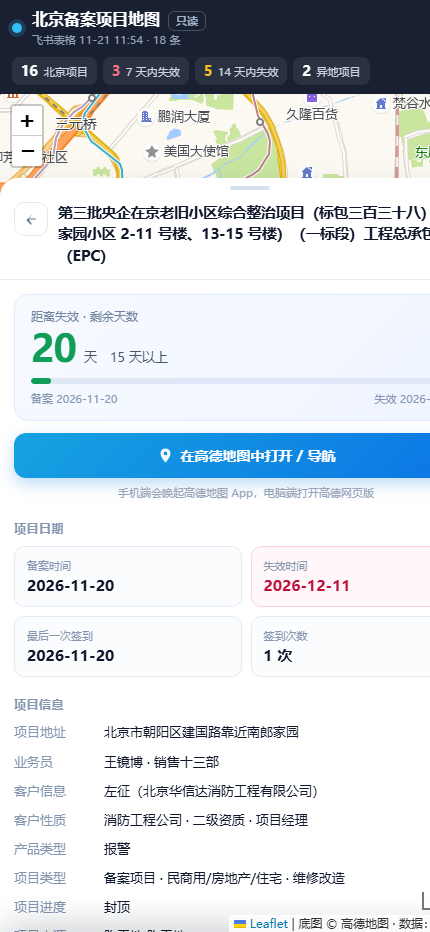 北京备案项目地图 只读
飞书表格 11-21 11:54 · 18 条
16 北京项目 3 7 天内失效 5 14 天内失效 2 异地项目
+
−
三元桥
社区
鹏润大厦
美国大使馆
久隆百货
梵谷水
东
第三批央企在京老旧小区综合整治项目（标包三百三十八）
家园小区 2-11 号楼、13-15 号楼）（一标段）工程总承包
（EPC）
距离失效 · 剩余天数
20 天 15 天以上
备案 2026-11-20 失效 2026-
在高德地图中打开 / 导航
手机端会唤起高德地图 App，电脑端打开高德网页版
项目日期
备案时间 失效时间
2026-11-20 2026-12-11
最后一次签到 签到次数
2026-11-20 1 次
项目信息
项目地址 北京市朝阳区建国路靠近南郎家园
业务员 王镜博 · 销售十三部
客户信息 左征（北京华信达消防工程有限公司）
客户性质 消防工程公司 · 二级资质 · 项目经理
产品类型 报警
项目类型 备案项目 · 民商用/房地产/住宅 · 维修改造
项目进度 封顶
Leaflet | 底图 © 高德地图 · 数据: